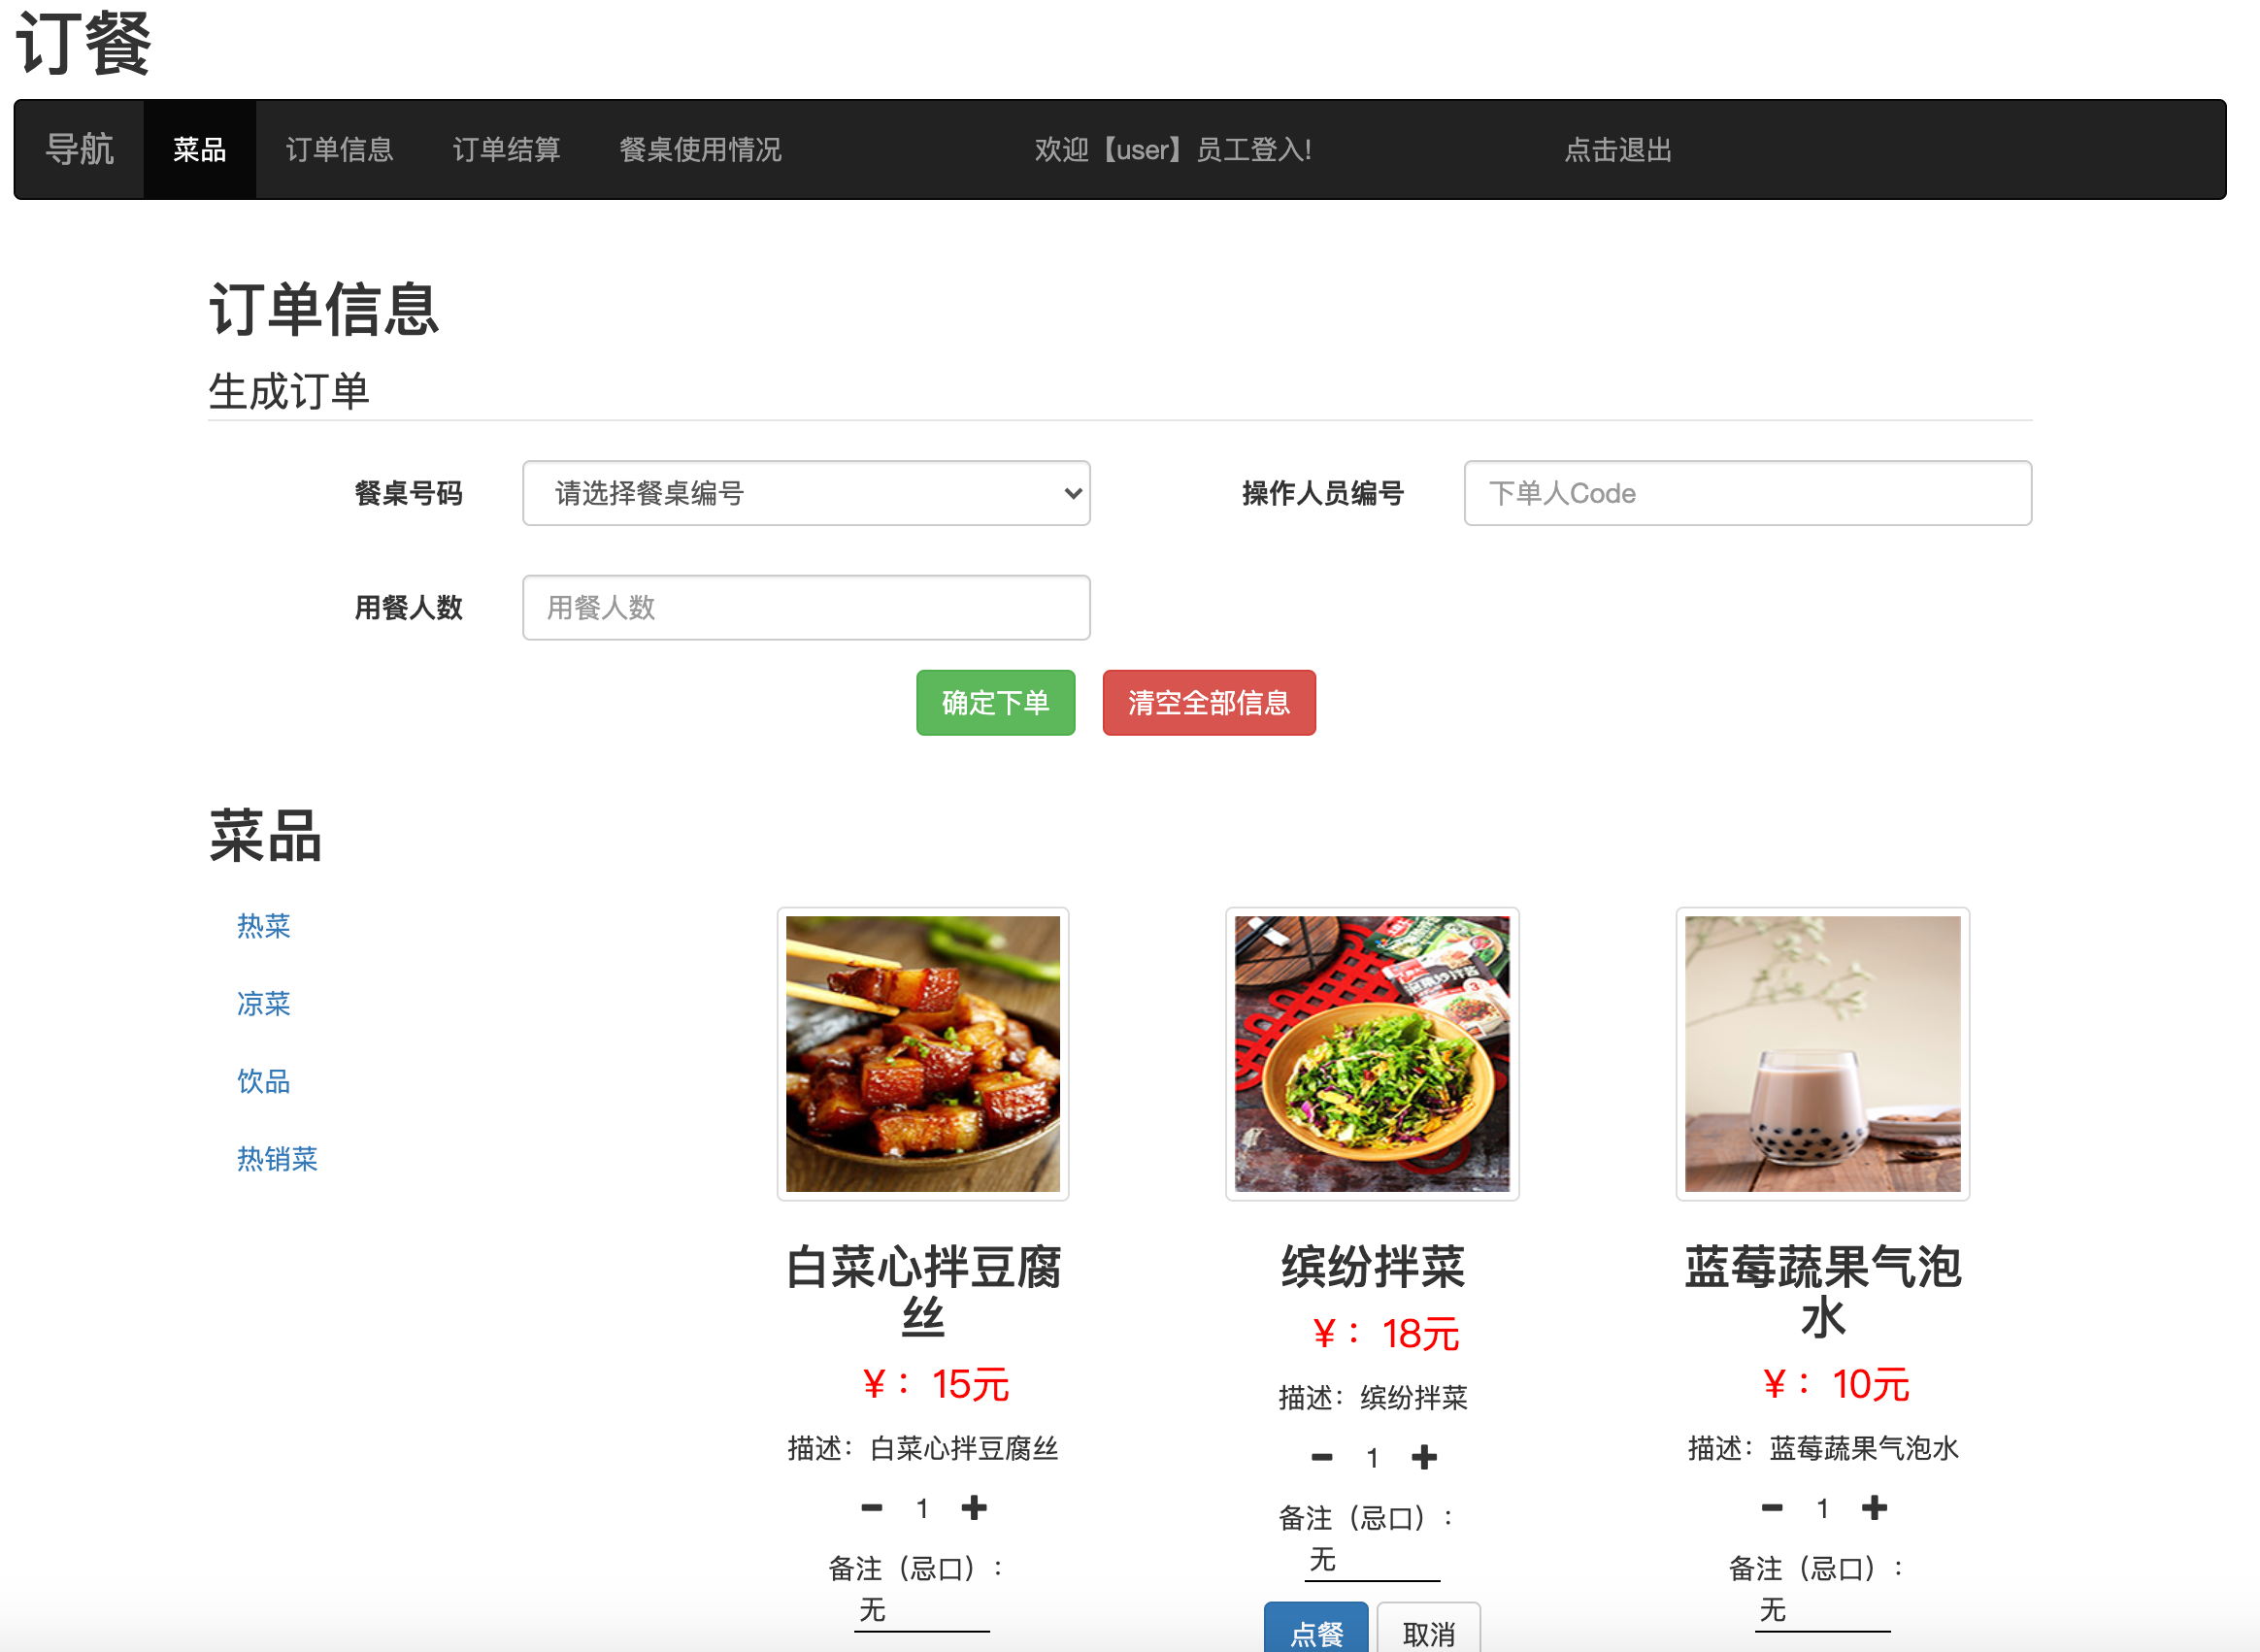 订餐
导航 菜品 订单信息 订单结算 餐桌使用情况 欢迎【user】员工登入! 点击退出
订单信息
生成订单
餐桌号码 请选择餐桌编号 操作人员编号 下单人Code
用餐人数 用餐人数
确定下单 清空全部信息
菜品
热菜
凉菜
饮品
热销菜
白菜心拌豆腐
丝
¥ : 15元
描述：白菜心拌豆腐丝
1
备注（忌口）:
无
缤纷拌菜
¥ : 18元
描述：缤纷拌菜
1
备注（忌口）:
无
点餐 取消
蓝莓蔬果气泡
水
¥ : 10元
描述：蓝莓蔬果气泡水
1
备注（忌口）:
无